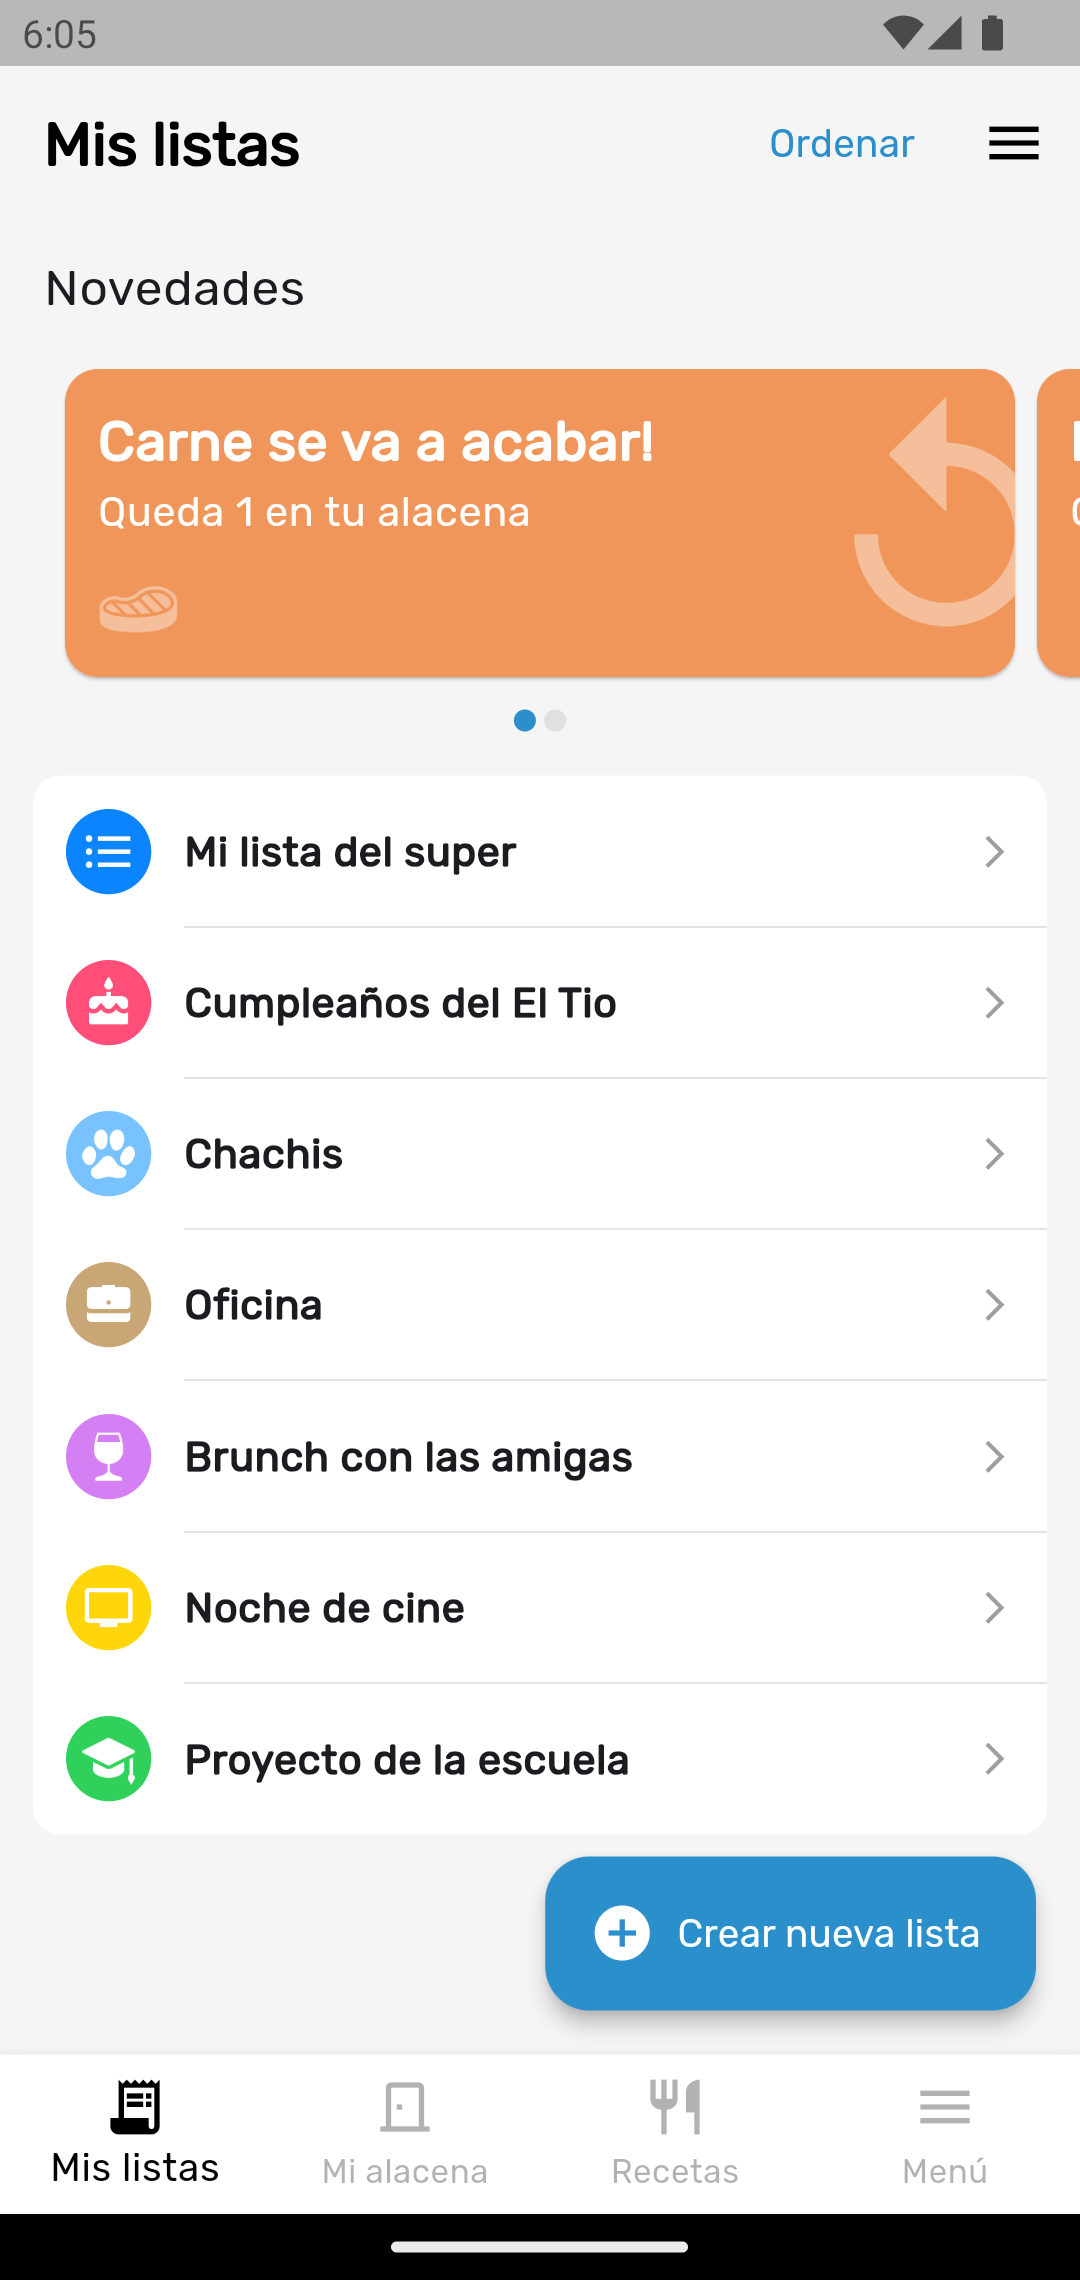 6:05
Mis listas
Ordenar
Novedades
Carne se va a acabar!
Queda 1 en tu alacena
Mi lista del super
Cumpleaños del El Tio
Chachis
Oficina
Brunch con las amigas
Noche de cine
Proyecto de la escuela
Crear nueva lista
Mis listas
Mi alacena
Recetas
Menú